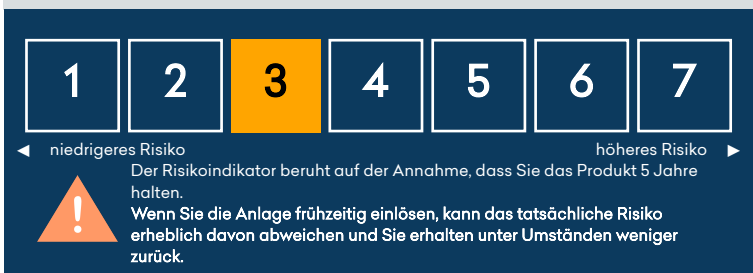 1 2 3 4 5 6 7
◄ niedrigeres Risiko höheres Risiko ►
Der Risikoindikator beruht auf der Annahme, dass Sie das Produkt 5 Jahre
halten.
!
Wenn Sie die Anlage frühzeitig einlösen, kann das tatsächliche Risiko
erheblich davon abweichen und Sie erhalten unter Umständen weniger
zurück.